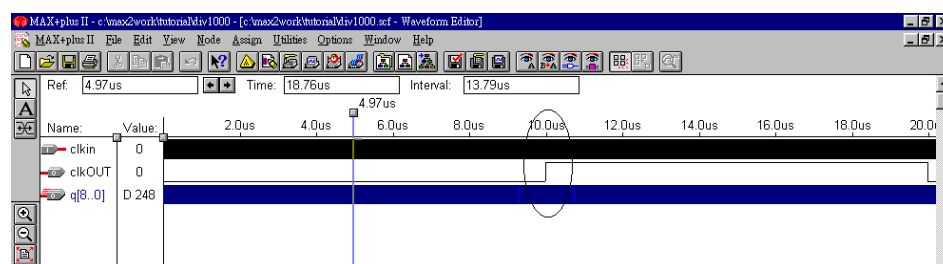 MAX+plus II - c:\max2work\tutorial\div1000 - [c:\max2work\tutorial\div1000.scf - Waveform Editor]
MAX+plus II File Edit View Node Assign Utilities Options Window Help
Ref: 4.97us Time: 18.76us Interval: 13.79us
4.97us
Name: Value: 2.0us 4.0us 6.0us 8.0us 10.0us 12.0us 14.0us 16.0us 18.0us 20.0
clkin 0
clkOUT 0
q[8..0] D 248